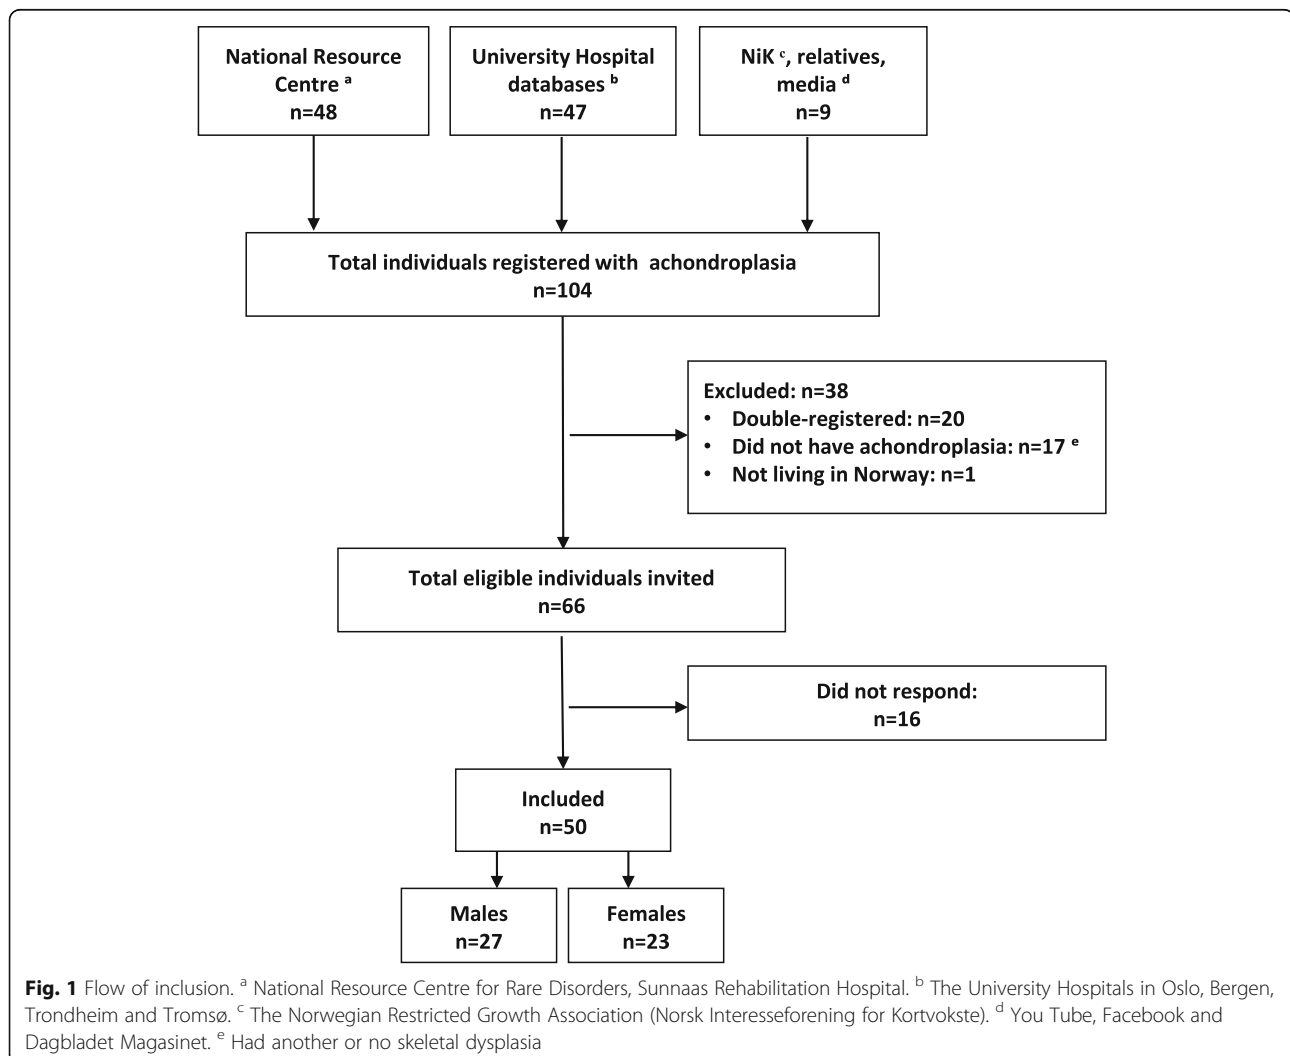 National Resource
Centre a
n=48
University Hospital
databases b
n=47
NiK c, relatives,
media d
n=9
Total individuals registered with achondroplasia
n=104
Excluded: n=38
• Double-registered: n=20
• Did not have achondroplasia: n=17 e
• Not living in Norway: n=1
Total eligible individuals invited
n=66
Did not respond:
n=16
Included
n=50
Males
n=27
Females
n=23
Fig. 1 Flow of inclusion. a National Resource Centre for Rare Disorders, Sunnaas Rehabilitation Hospital. b The University Hospitals in Oslo, Bergen,
Trondheim and Tromsø. c The Norwegian Restricted Growth Association (Norsk Interesseforening for Kortvokste). d You Tube, Facebook and
Dagbladet Magasinet. e Had another or no skeletal dysplasia